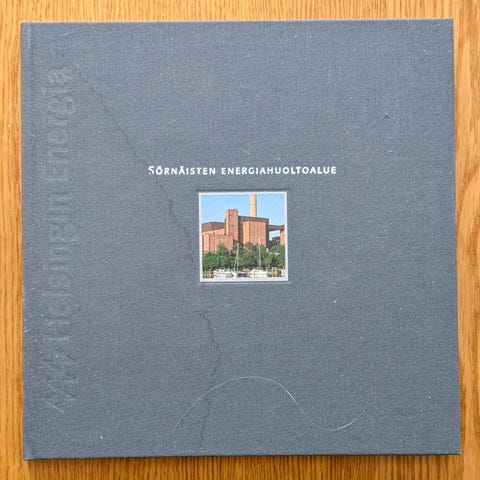 SÖRNÄISTEN ENERGIAHUOLTOALUE
Helsingin Energia